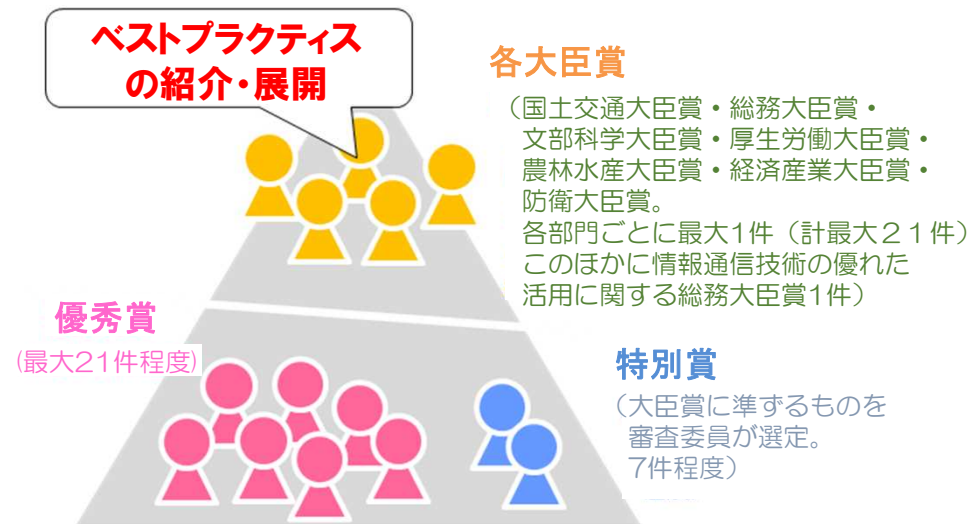 ベストプラクティス
の紹介・展開
各大臣賞
（国土交通大臣賞・総務大臣賞・
文部科学大臣賞・厚生労働大臣賞・
農林水産大臣賞・経済産業大臣賞・
防衛大臣賞。
各部門ごとに最大1件（計最大２１件）
このほかに情報通信技術の優れた
活用に関する総務大臣賞1件）
優秀賞
(最大21件程度)
特別賞
（大臣賞に準ずるものを
審査委員が選定。
7件程度）